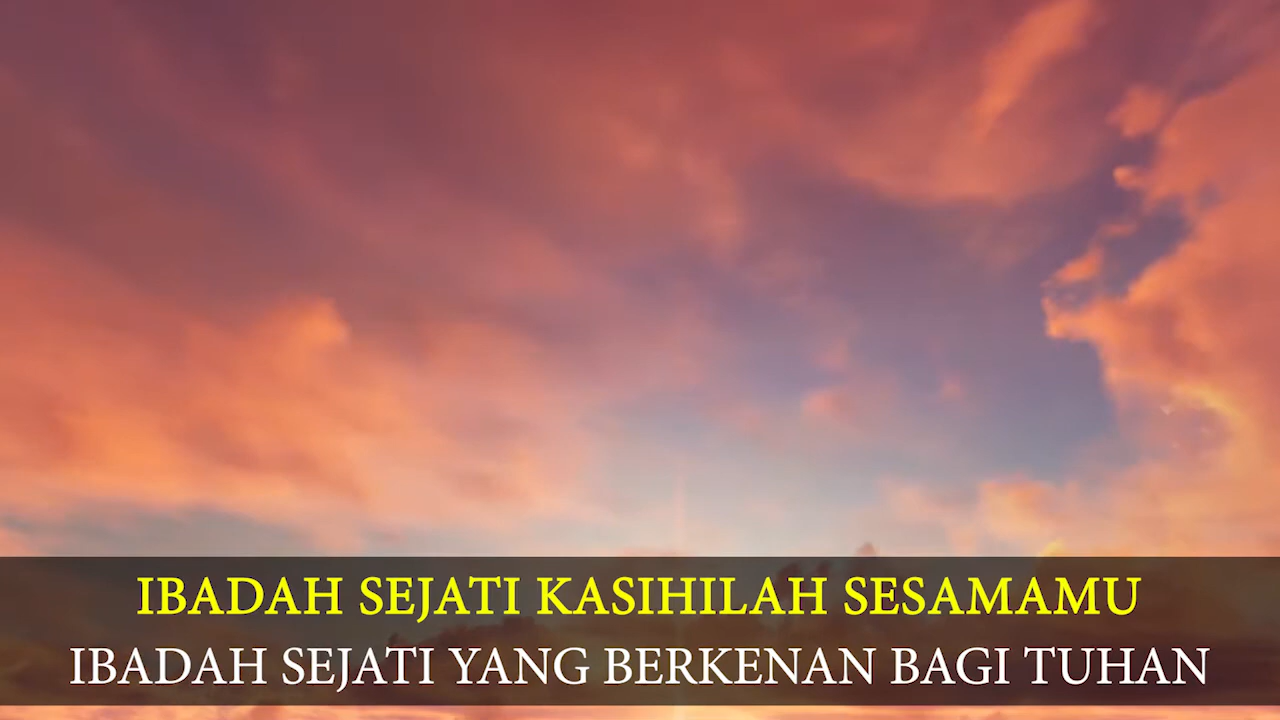 IBADAH SEJATI KASIHILAH SESAMAMU
IBADAH SEJATI YANG BERKENAN BAGI TUHAN